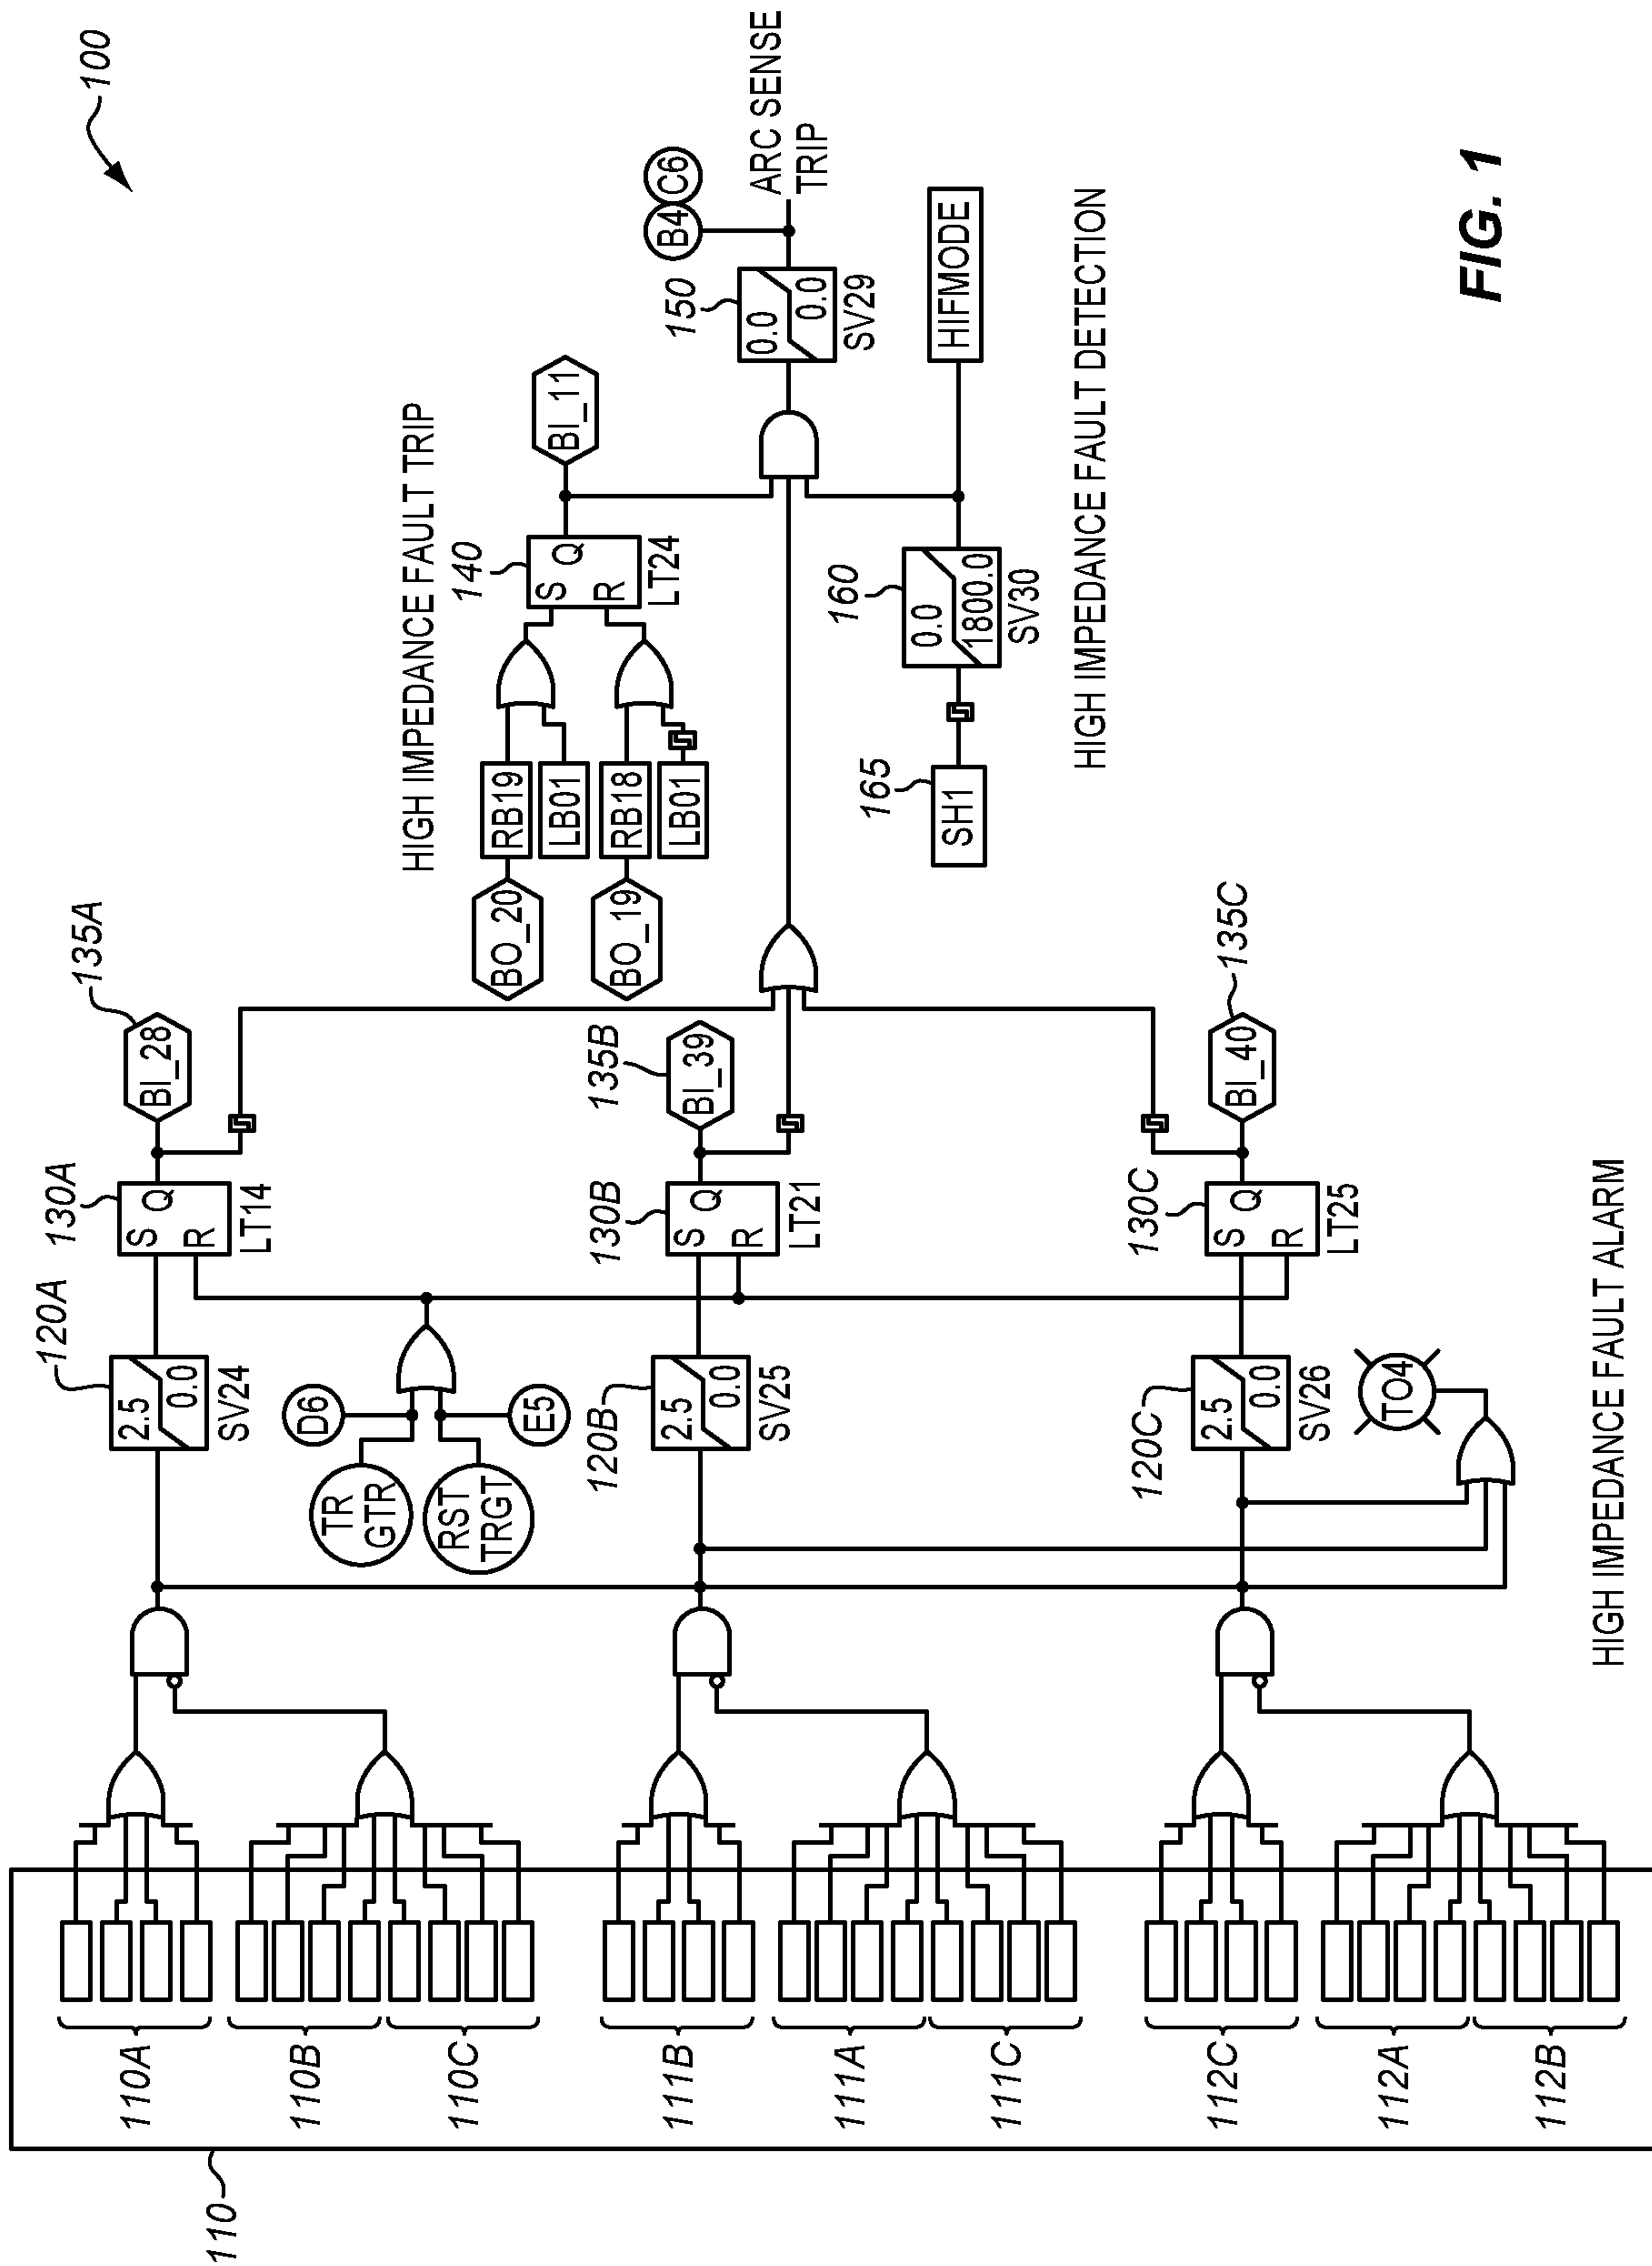 100
110
110A
110B
110C
111B
111A
111C
112C
112A
112B
120A
2.5
0.0
SV24
130A
S
Q
R
LT14
135A
BI_28
D6
TR
GTR
RST
TRGT
E5
120B
2.5
0.0
SV25
130B
S
Q
R
LT21
135B
BI_39
120C
2.5
0.0
SV26
130C
S
Q
R
LT25
135C
BI_40
TO4
HIGH IMPEDANCE FAULT ALARM
HIGH IMPEDANCE FAULT TRIP
BO_20
RB19
LB01
BO_19
RB18
LB01
140
S
Q
R
LT24
BI_11
150
0.0
0.0
SV29
B4
C6
ARC SENSE
TRIP
165
SH1
160
0.0
1800.0
SV30
HIFMODE
HIGH IMPEDANCE FAULT DETECTION
FIG. 1